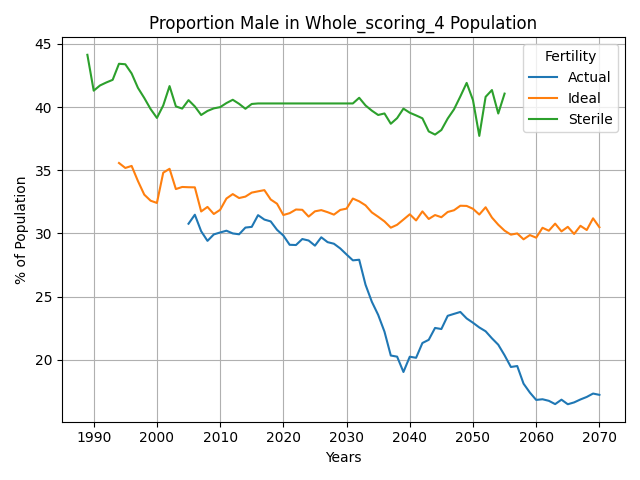 Proportion Male in Whole_scoring_4 Population
% of Population
45
40
35
30
25
20
Fertility
Actual
Ideal
Sterile
1990 2000 2010 2020 2030 2040 2050 2060 2070
Years